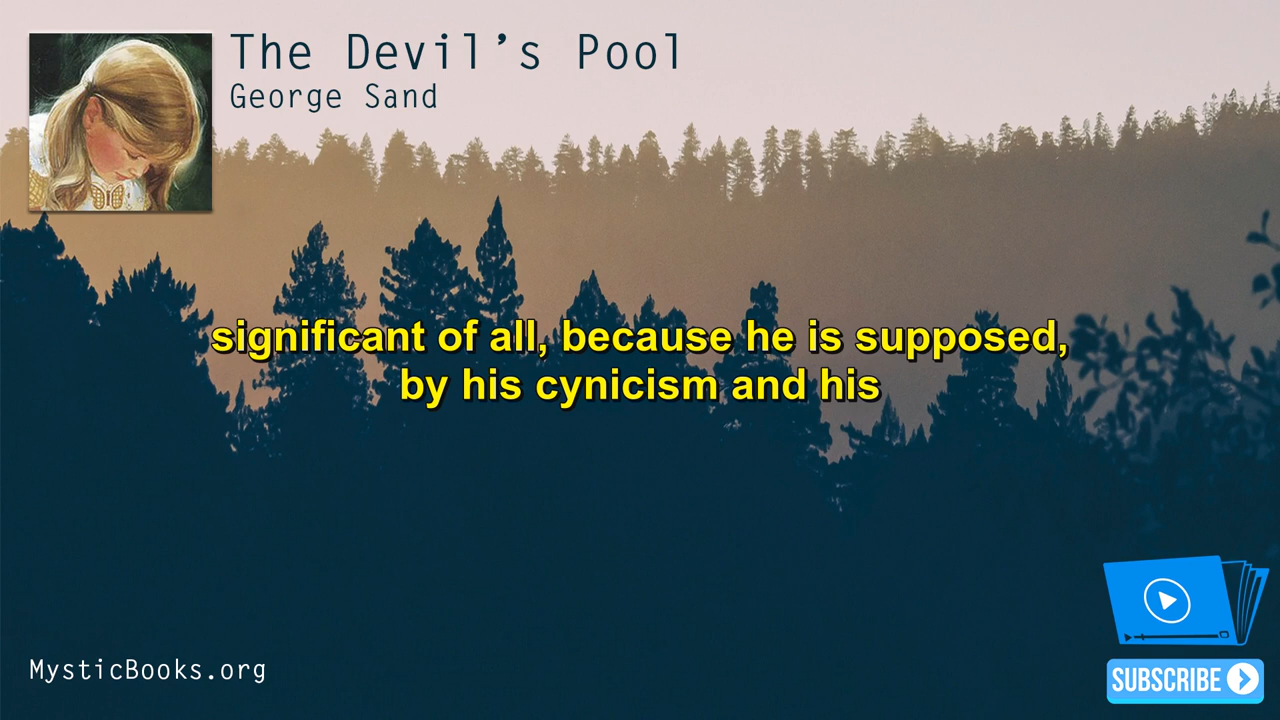 The Devil's Pool
George Sand
significant of all, because he is supposed,
by his cynicism and his
MysticBooks.org
SUBSCRIBE